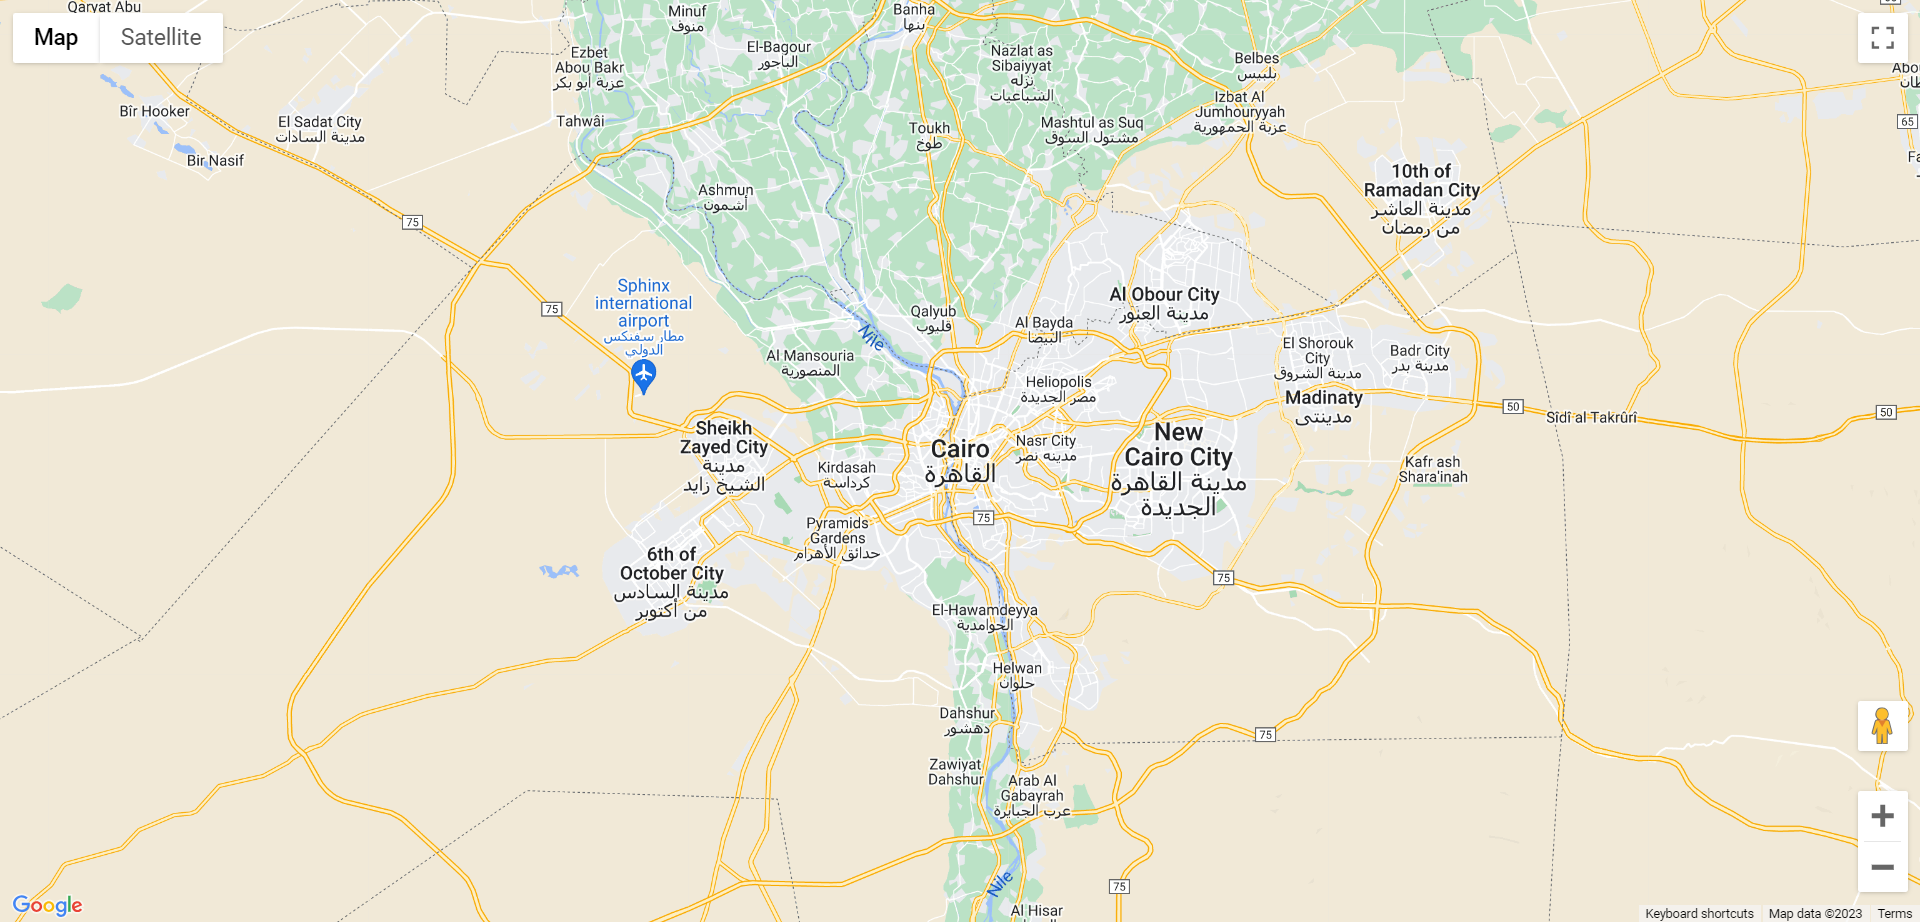 Qaryat Abu
Map
Satellite
Minuf
منوف
Banha
بنها
El-Bagour
الباجور
Ezbet
Abou Bakr
عزبة أبو بكر
Nazlat as
Sibaiyyat
نزله
الشباعيات
Belbes
بلبيس
Bîr Hooker
El Sadat City
مدينة السادات
Tahwâi
Toukh
طوخ
Mashtul as Suq
مشتول السوق
Izbat Al
Jumhouryyah
عزبة الجمهورية
65
Bir Nasif
Ashmun
أشمون
10th of
Ramadan City
مدينة العاشر
من رمضان
75
Sphinx
international
airport
مطار سفنكس
الدولي
75
Nile
Qalyub
قليوب
Al Bayda
البيضا
Al Obour City
مدينة العبور
Al Mansouria
المنصورية
El Shorouk
City
مدينة الشروق
Badr City
مدينة بدر
Heliopolis
مصر الجديدة
Madinaty
مدينتى
50
Sîdî al Takrûrî
50
Sheikh
Zayed City
مدينة
الشيخ زايد
Cairo
القاهرة
Nasr City
مدينه نصر
New
Cairo City
مدينة القاهرة
الجديدة
Kirdasah
كرداسة
Kafr ash
Shara'inah
75
Pyramids
Gardens
حدائق الأهرام
6th of
October City
مدينة السادس
من أكتوبر
75
El-Hawamdeyya
الحوامدية
Helwan
حلوان
Dahshur
دهشور
75
Zawiyat
Dahshur
Arab Al
Gabayrah
عرب الجبايرة
Nile
75
Al Hisar
Google
Keyboard shortcuts
Map data ©2023
Terms